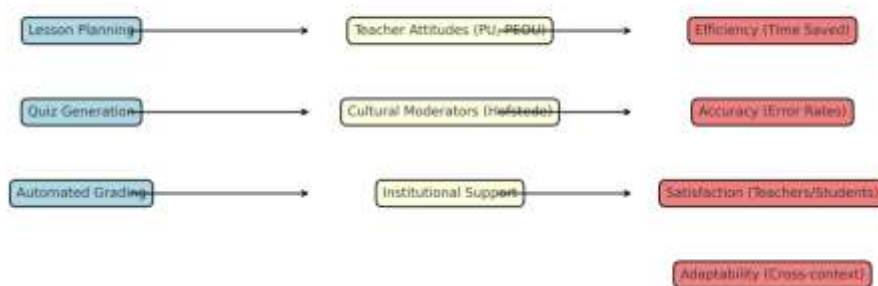 Lesson Planning
Teacher Attitudes (PU, PEOU)
Efficiency (Time Saved)
Quiz Generation
Cultural Moderators (Hofstede)
Accuracy (Error Rates)
Automated Grading
Institutional Support
Satisfaction (Teachers/Students)
Adaptability (Cross-context)